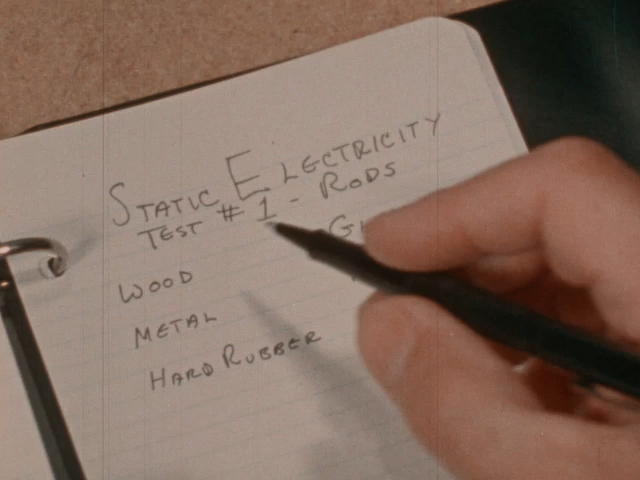 STATIC ELECTRICITY
TEST #1 - RODS
WOOD
METAL
HARD RUBBER